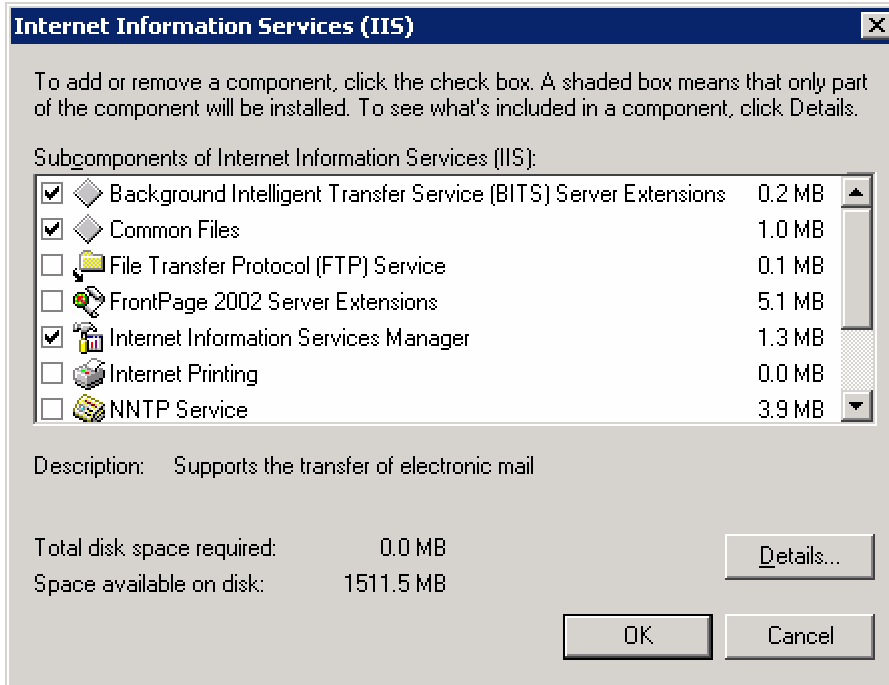 Internet Information Services (IIS)
To add or remove a component, click the check box. A shaded box means that only part
of the component will be installed. To see what's included in a component, click Details.
Subcomponents of Internet Information Services (IIS):
Background Intelligent Transfer Service (BITS) Server Extensions 0.2 MB
Common Files 1.0 MB
File Transfer Protocol (FTP) Service 0.1 MB
FrontPage 2002 Server Extensions 5.1 MB
Internet Information Services Manager 1.3 MB
Internet Printing 0.0 MB
NNTP Service 3.9 MB
Description: Supports the transfer of electronic mail
Total disk space required: 0.0 MB
Space available on disk: 1511.5 MB
Details...
OK Cancel